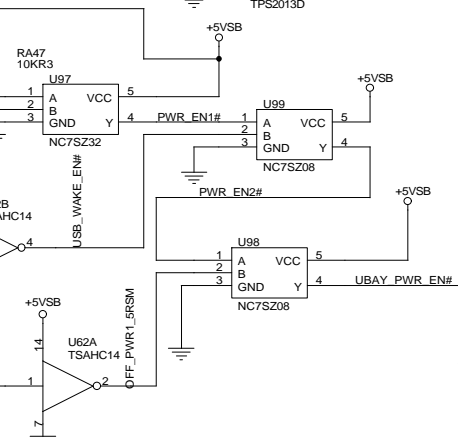 TPS2013D
+5VSB
RA47
10KR3
U97
1 A VCC 5
2 B
3 GND Y 4
NC7SZ32
PWR_EN1#
+5VSB
U99
1 A VCC 5
2 B
3 GND Y 4
NC7SZ08
USB_WAKE_EN#
PWR_EN2#
2B
AHC14
4
+5VSB
U98
1 A VCC 5
2 B
3 GND Y 4
NC7SZ08
UBAY_PWR_EN#
+5VSB
14
U62A
TSAHC14
1
2
7
OFF_PWR1_5RSM